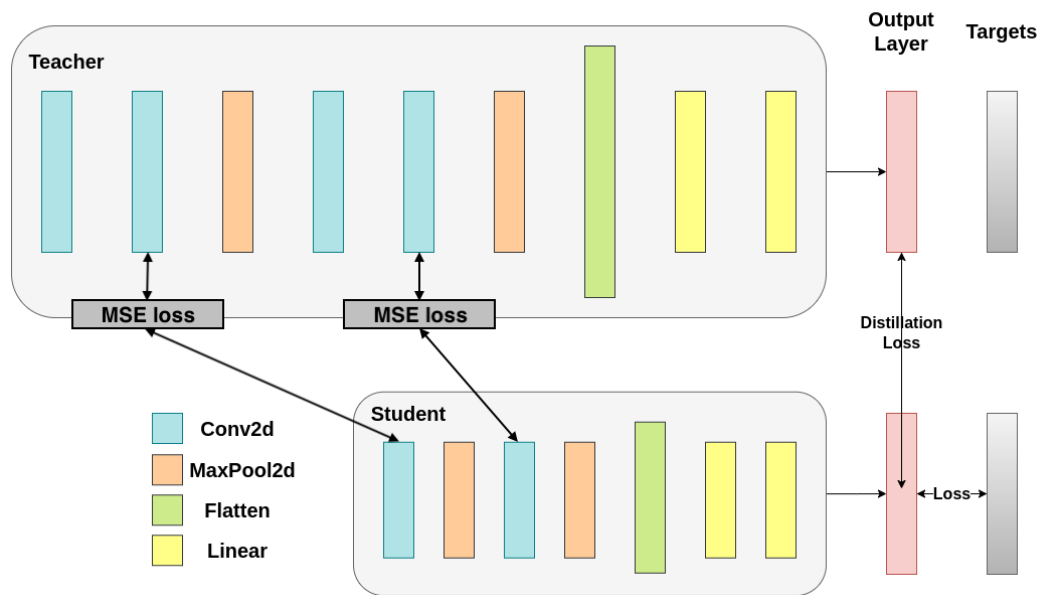 Output
Layer
Targets
Teacher
MSE loss
MSE loss
Distillation
Loss
Student
Conv2d
MaxPool2d
Flatten
Linear
Loss